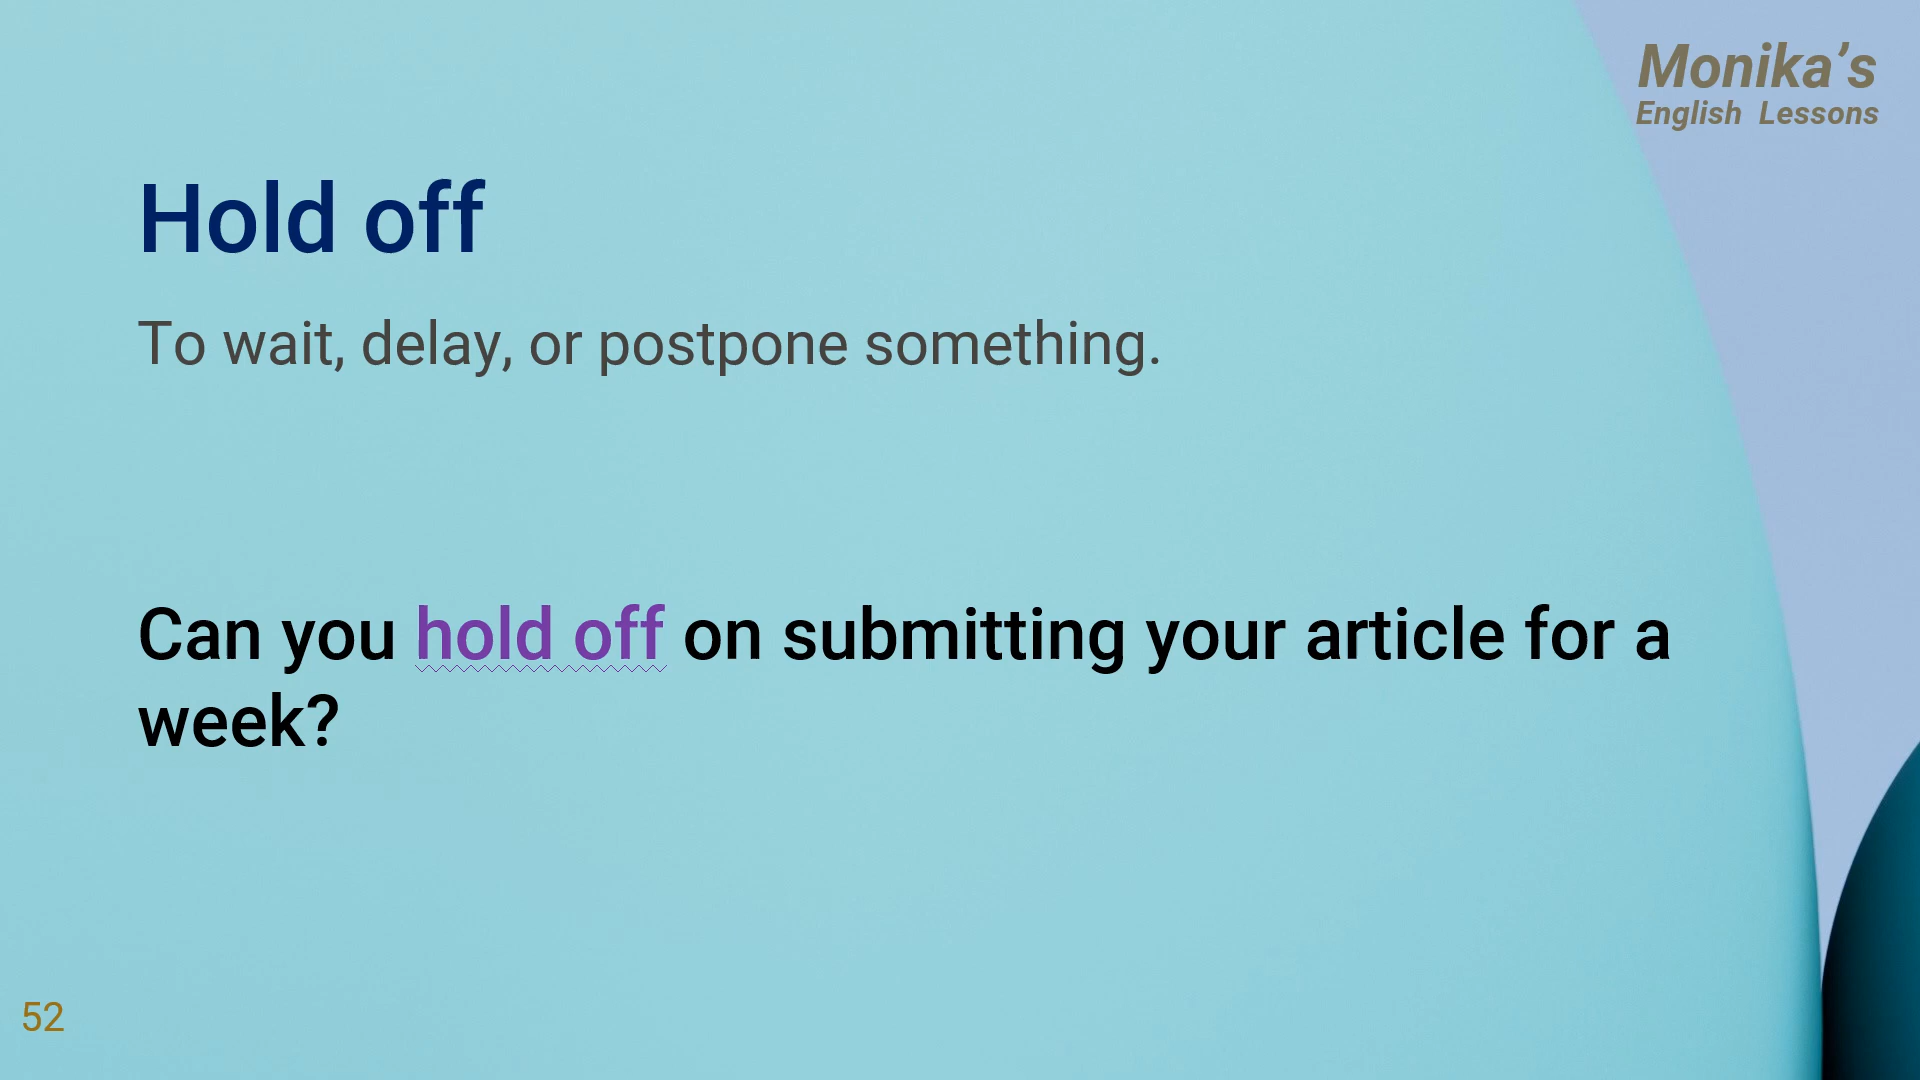 Monika’s
English Lessons
Hold off
To wait, delay, or postpone something.
Can you hold off on submitting your article for a
week?
52